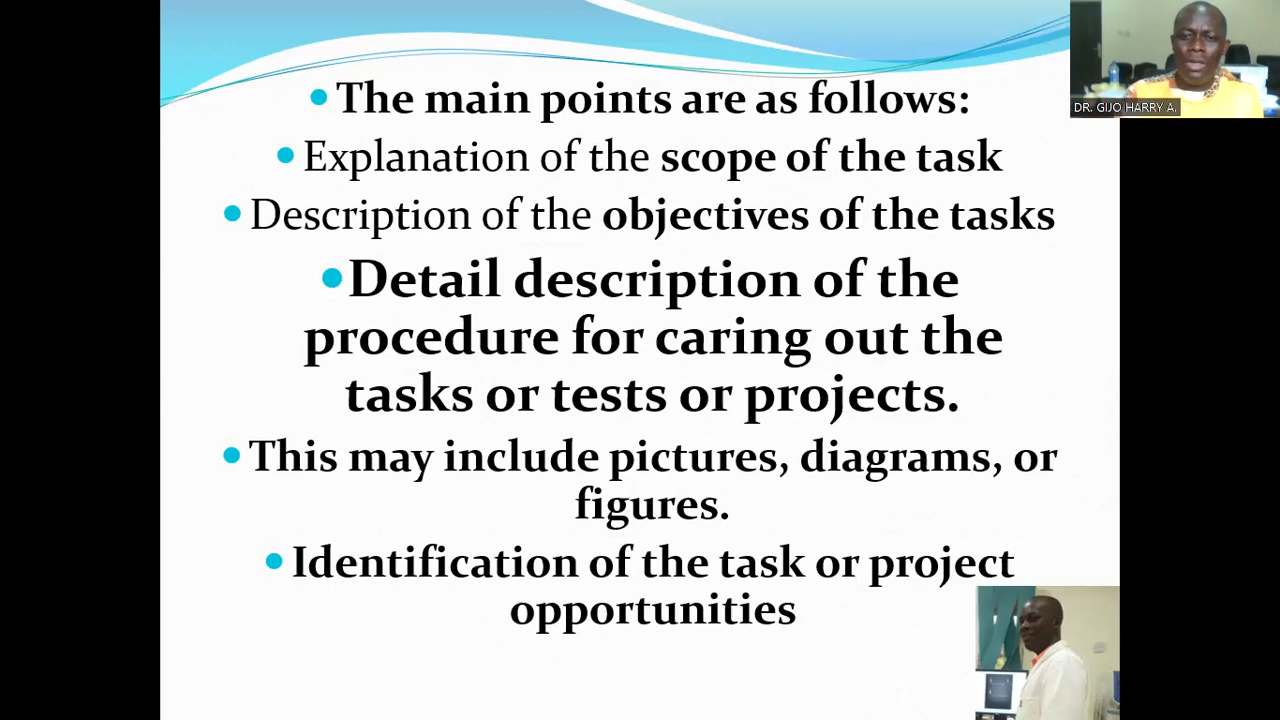 DR. GIJO HARRY A.
• The main points are as follows:
• Explanation of the scope of the task
• Description of the objectives of the tasks
• Detail description of the
procedure for caring out the
tasks or tests or projects.
• This may include pictures, diagrams, or
figures.
• Identification of the task or project
opportunities